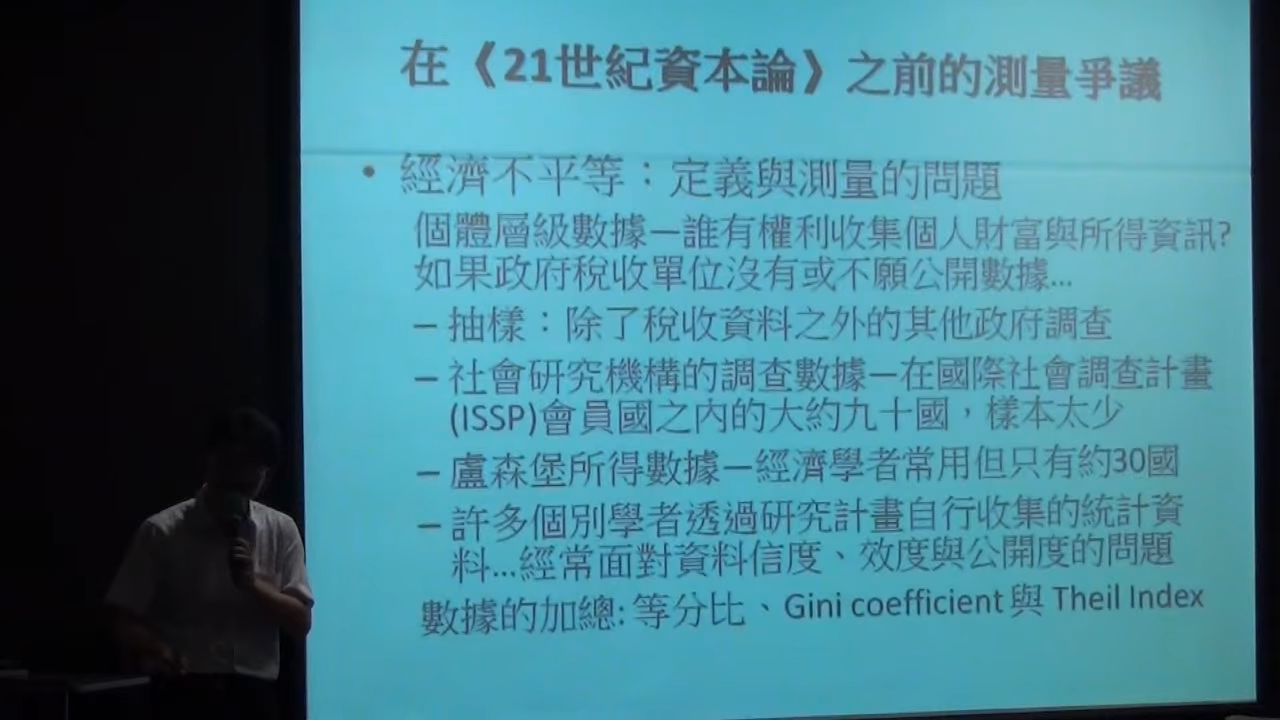 在《21世紀資本論》之前的測量爭議
• 經濟不平等：定義與測量的問題
個體層級數據—誰有權利收集個人財富與所得資訊?
如果政府稅收單位沒有或不願公開數據...
– 抽樣：除了稅收資料之外的其他政府調查
– 社會研究機構的調查數據—在國際社會調查計畫
(ISSP)會員國之內的大約九十國，樣本太少
– 盧森堡所得數據—經濟學者常用但只有約30國
– 許多個別學者透過研究計畫自行收集的統計資
料...經常面對資料信度、效度與公開度的問題
數據的加總: 等分比、Gini coefficient 與 Theil Index